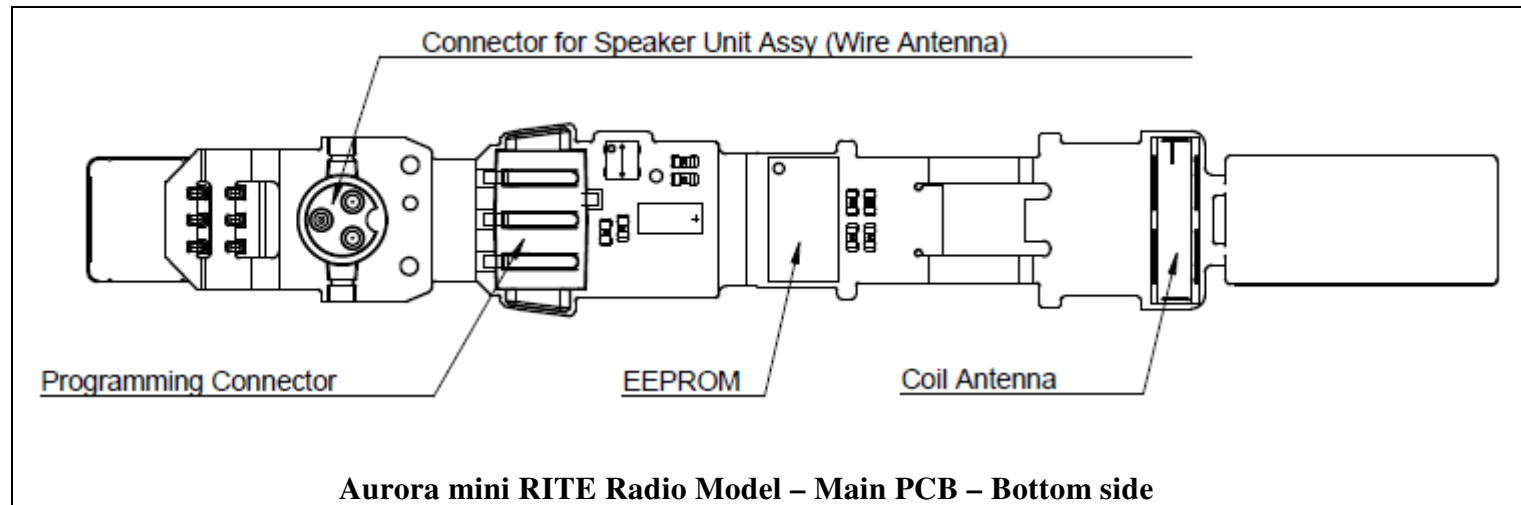 Connector for Speaker Unit Assy (Wire Antenna)
Programming Connector
EEPROM
Coil Antenna
Aurora mini RITE Radio Model – Main PCB – Bottom side